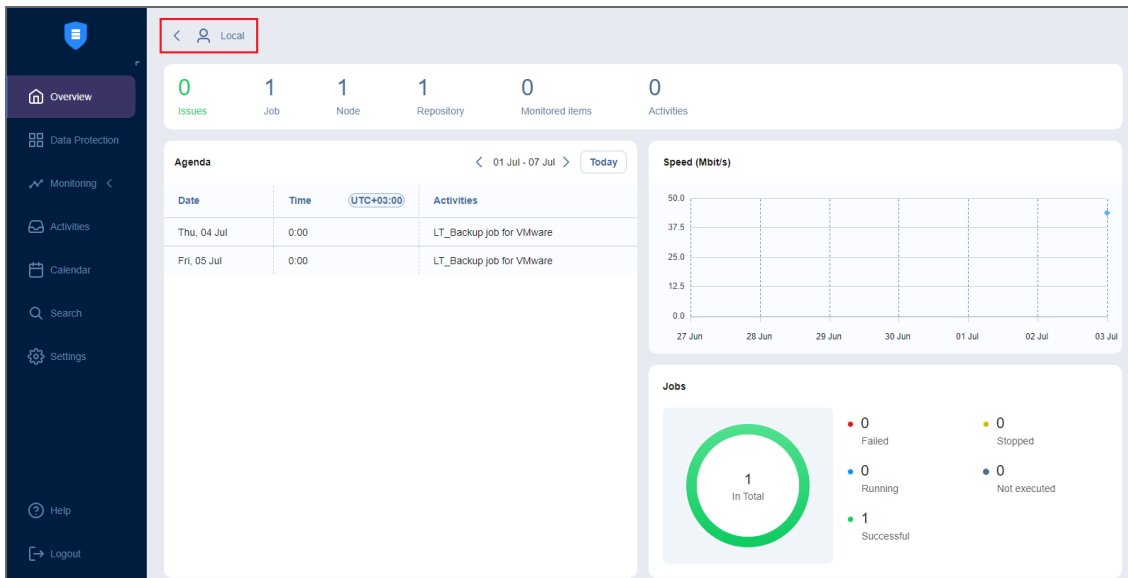 Local
0 1 1 1 0 0
Issues Job Node Repository Monitored items Activities
Overview
Data Protection
Monitoring
Activities
Calendar
Search
Settings
Help
Logout
Agenda 01 Jul - 07 Jul Today
Date Time UTC+03:00 Activities
Thu, 04 Jul 0:00 LT_Backup job for VMware
Fri, 05 Jul 0:00 LT_Backup job for VMware
Speed (Mbit/s)
50.0
37.5
25.0
12.5
0.0
27 Jun 28 Jun 29 Jun 30 Jun 01 Jul 02 Jul 03 Jul
Jobs
1
In Total
0 0
Failed Stopped
0 0
Running Not executed
1
Successful